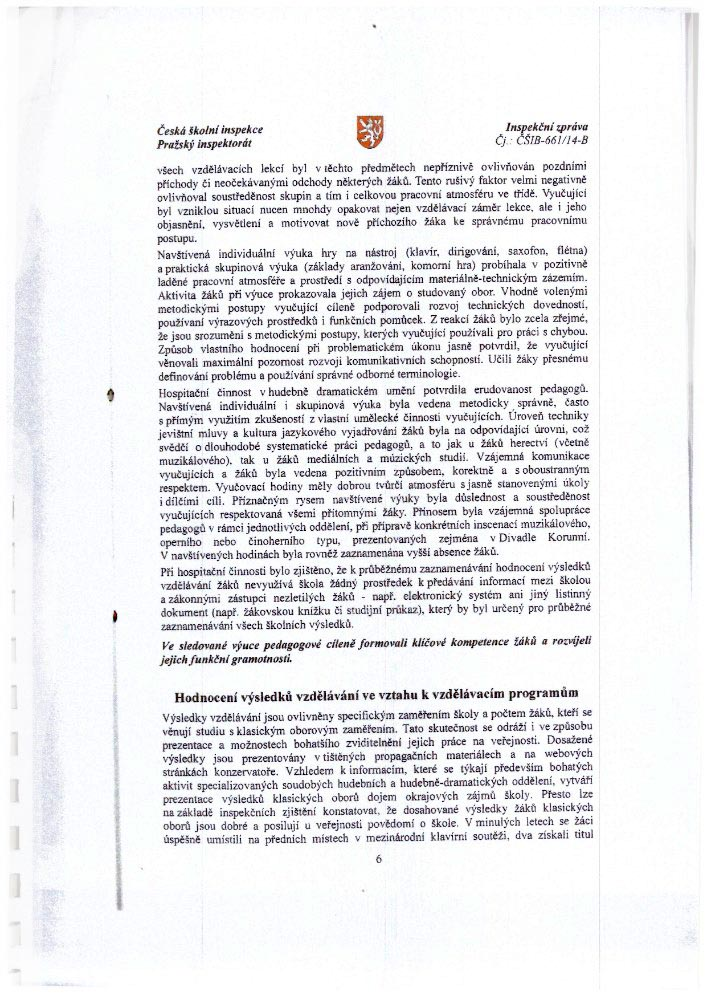 Česká školní inspekce
Pražský inspektorát
Inspekční zpráva
Čj.: ČŠIB-661/14-B
všech vzdělávacích lekcí byl v těchto předmětech nepříznivě ovlivňován pozdními
příchody či neočekávanými odchody některých žáků. Tento rušivý faktor velmi negativně
ovlivňoval soustředěnost skupin a tím i celkovou pracovní atmosféru ve třídě. Vyučující
byl vzniklou situací nucen mnohdy opakovat nejen vzdělávací záměr lekce, ale i jeho
objasnění, vysvětlení a motivovat nově příchozího žáka ke správnému pracovnímu
postupu.
Navštívená individuální výuka hry na nástroj (klavír, dirigování, saxofon, flétna)
a praktická skupinová výuka (základy aranžování, komorní hra) probíhala v pozitivně
laděné pracovní atmosféře a prostředí s odpovídajícím materiálně-technickým zázemím.
Aktivita žáků při výuce prokazovala jejich zájem o studovaný obor. Vhodně volenými
metodickými postupy vyučující cíleně podporovali rozvoj technických dovedností,
používaní výrazových prostředků i funkčních pomůcek. Z reakcí žáků bylo zcela zřejmé,
že jsou srozuměni s metodickými postupy, kterých vyučující používali pro práci s chybou.
Způsob vlastního hodnocení při problematickém úkonu jasně potvrdil, že vyučující
věnovali maximální pozornost rozvoji komunikativních schopností. Učili žáky přesnému
definování problému a používání správné odborné terminologie.
Hospitační činnost v hudebně dramatickém umění potvrdila erudovanost pedagogů.
Navštívená individuální i skupinová výuka byla vedena metodicky správně, často
s přímým využitím zkušeností z vlastní umělecké činnosti vyučujících. Úroveň techniky
jevištní mluvy a kultura jazykového vyjadřování žáků byla na odpovídající úrovni, což
svědčí o dlouhodobé systematické práci pedagogů, a to jak u žáků herectví (včetně
muzikálového), tak u žáků mediálních a múzických studií. Vzájemná komunikace
vyučujících a žáků byla vedena pozitivním způsobem, korektně a s oboustranným
respektem. Vyučovací hodiny měly dobrou tvůrčí atmosféru s jasně stanovenými úkoly
i dílčími cíli. Příznačným rysem navštívené výuky byla důslednost a soustředěnost
vyučujících respektovaná všemi přítomnými žáky. Přínosem byla vzájemná spolupráce
pedagogů v rámci jednotlivých oddělení, při přípravě konkrétních inscenací muzikálového,
operního nebo činoherního typu, prezentovaných zejména v Divadle Korunní.
V navštívených hodinách byla rovněž zaznamenána vyšší absence žáků.
Při hospitační činnosti bylo zjištěno, že k průběžnému zaznamenávání hodnocení výsledků
vzdělávání žáků nevyužívá škola žádný prostředek k předávání informací mezi školou
a zákonnými zástupci nezletilých žáků - např. elektronický systém ani jiný listinný
dokument (např. žákovskou knížku či studijní průkaz), který by byl určený pro průběžné
zaznamenávání všech školních výsledků.
Ve sledované výuce pedagogové cíleně formovali klíčové kompetence žáků a rozvíjeli
jejich funkční gramotnosti.
Hodnocení výsledků vzdělávání ve vztahu k vzdělávacím programům
Výsledky vzdělávání jsou ovlivněny specifickým zaměřením školy a počtem žáků, kteří se
věnují studiu s klasickým oborovým zaměřením. Tato skutečnost se odráží i ve způsobu
prezentace a možnostech bohatšího zviditelnění jejich práce na veřejnosti. Dosažené
výsledky jsou prezentovány v tištěných propagačních materiálech a na webových
stránkách konzervatoře. Vzhledem k informacím, které se týkají především bohatých
aktivit specializovaných soudobých hudebních a hudebně-dramatických oddělení, vytváří
prezentace výsledků klasických oborů dojem okrajových zájmů školy. Přesto lze
na základě inspekčních zjištění konstatovat, že dosahované výsledky žáků klasických
oborů jsou dobré a posilují u veřejnosti povědomí o škole. V minulých letech se žáci
úspěšně umístili na předních místech v mezinárodní klavírní soutěži, dva získali titul
6